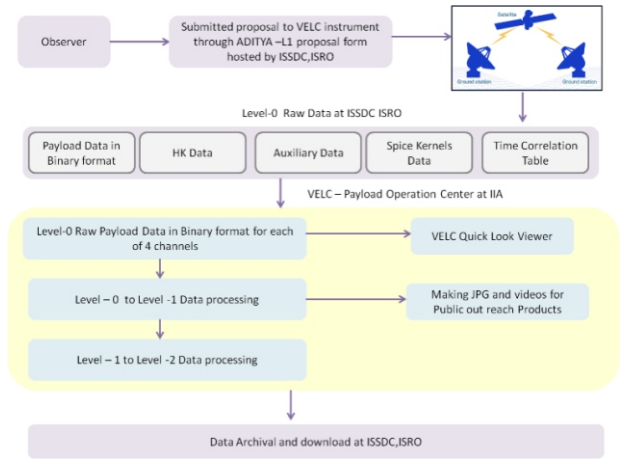 Observer
Submitted proposal to VELC instrument
through ADITYA –L1 proposal form
hosted by ISSDC,ISRO
Satellite
Ground station
Ground station
Level-0 Raw Data at ISSDC ISRO
Payload Data in
Binary format
HK Data
Auxiliary Data
Spice Kernels
Data
Time Correlation
Table
VELC – Payload Operation Center at IIA
Level-0 Raw Payload Data in Binary format for each
of 4 channels
VELC Quick Look Viewer
Level – 0 to Level -1 Data processing
Making JPG and videos for
Public out reach Products
Level – 1 to Level -2 Data processing
Data Archival and download at ISSDC,ISRO